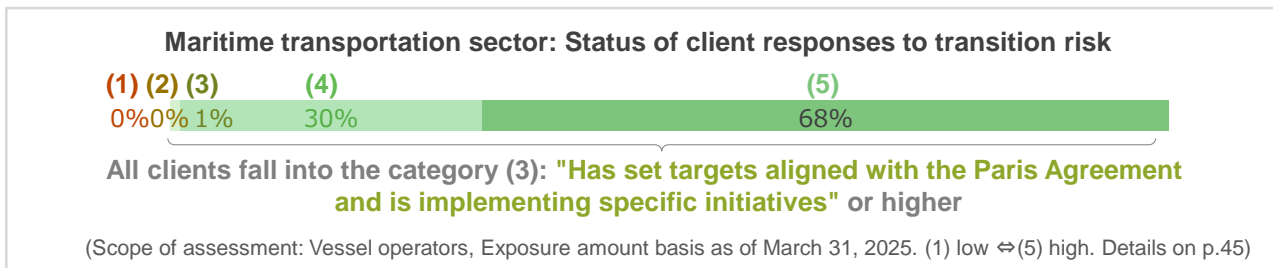 Maritime transportation sector: Status of client responses to transition risk
(1) (2) (3) (4) (5)
0% 0% 1% 30% 68%
All clients fall into the category (3): "Has set targets aligned with the Paris Agreement
and is implementing specific initiatives" or higher
(Scope of assessment: Vessel operators, Exposure amount basis as of March 31, 2025. (1) low ⇔(5) high. Details on p.45)